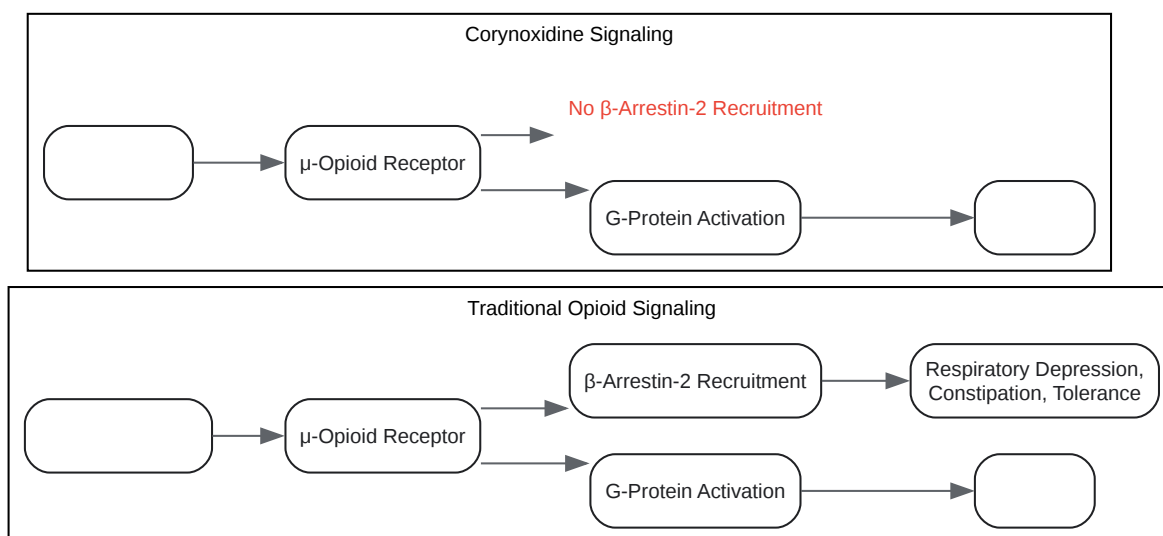 Corynoxidine Signaling
No β-Arrestin-2 Recruitment
μ-Opioid Receptor
G-Protein Activation
Traditional Opioid Signaling
β-Arrestin-2 Recruitment
Respiratory Depression,
Constipation, Tolerance
μ-Opioid Receptor
G-Protein Activation